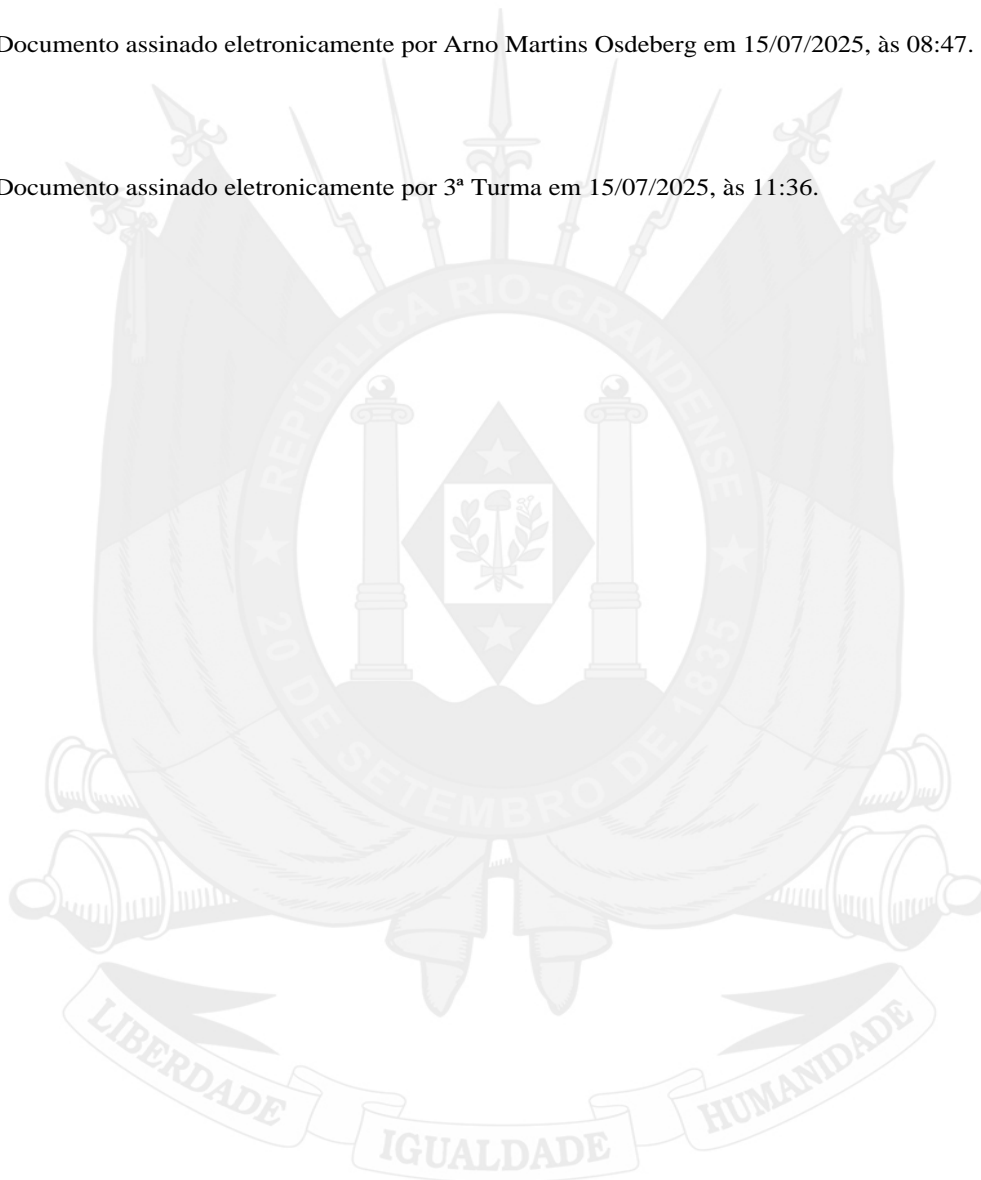 Documento assinado eletronicamente por Arno Martins Osdeberg em 15/07/2025, às 08:47.
Documento assinado eletronicamente por 3ª Turma em 15/07/2025, às 11:36.
REPÚBLICA RIO-GRANDENSE
★ 20 DE SETEMBRO DE 1835 ★
LIBERDADE
IGUALDADE
HUMANIDADE